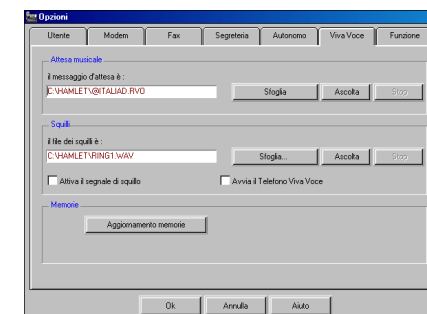 Opzioni
Utente Modem Fax Segreteria Autonomo Viva Voce Funzione
Attesa musicale
il messaggio d'attesa è :
C:\HAMLET\@ITALIAD.RVO Sfoglia Ascolta Stop
Squilli
il file dei squilli è :
C:\HAMLET\RING1.WAV Sfoglia... Ascolta Stop
Attiva il segnale di squillo Avvia il Telefono Viva Voce
Memorie
Aggiornamento memorie
Ok Annulla Aiuto